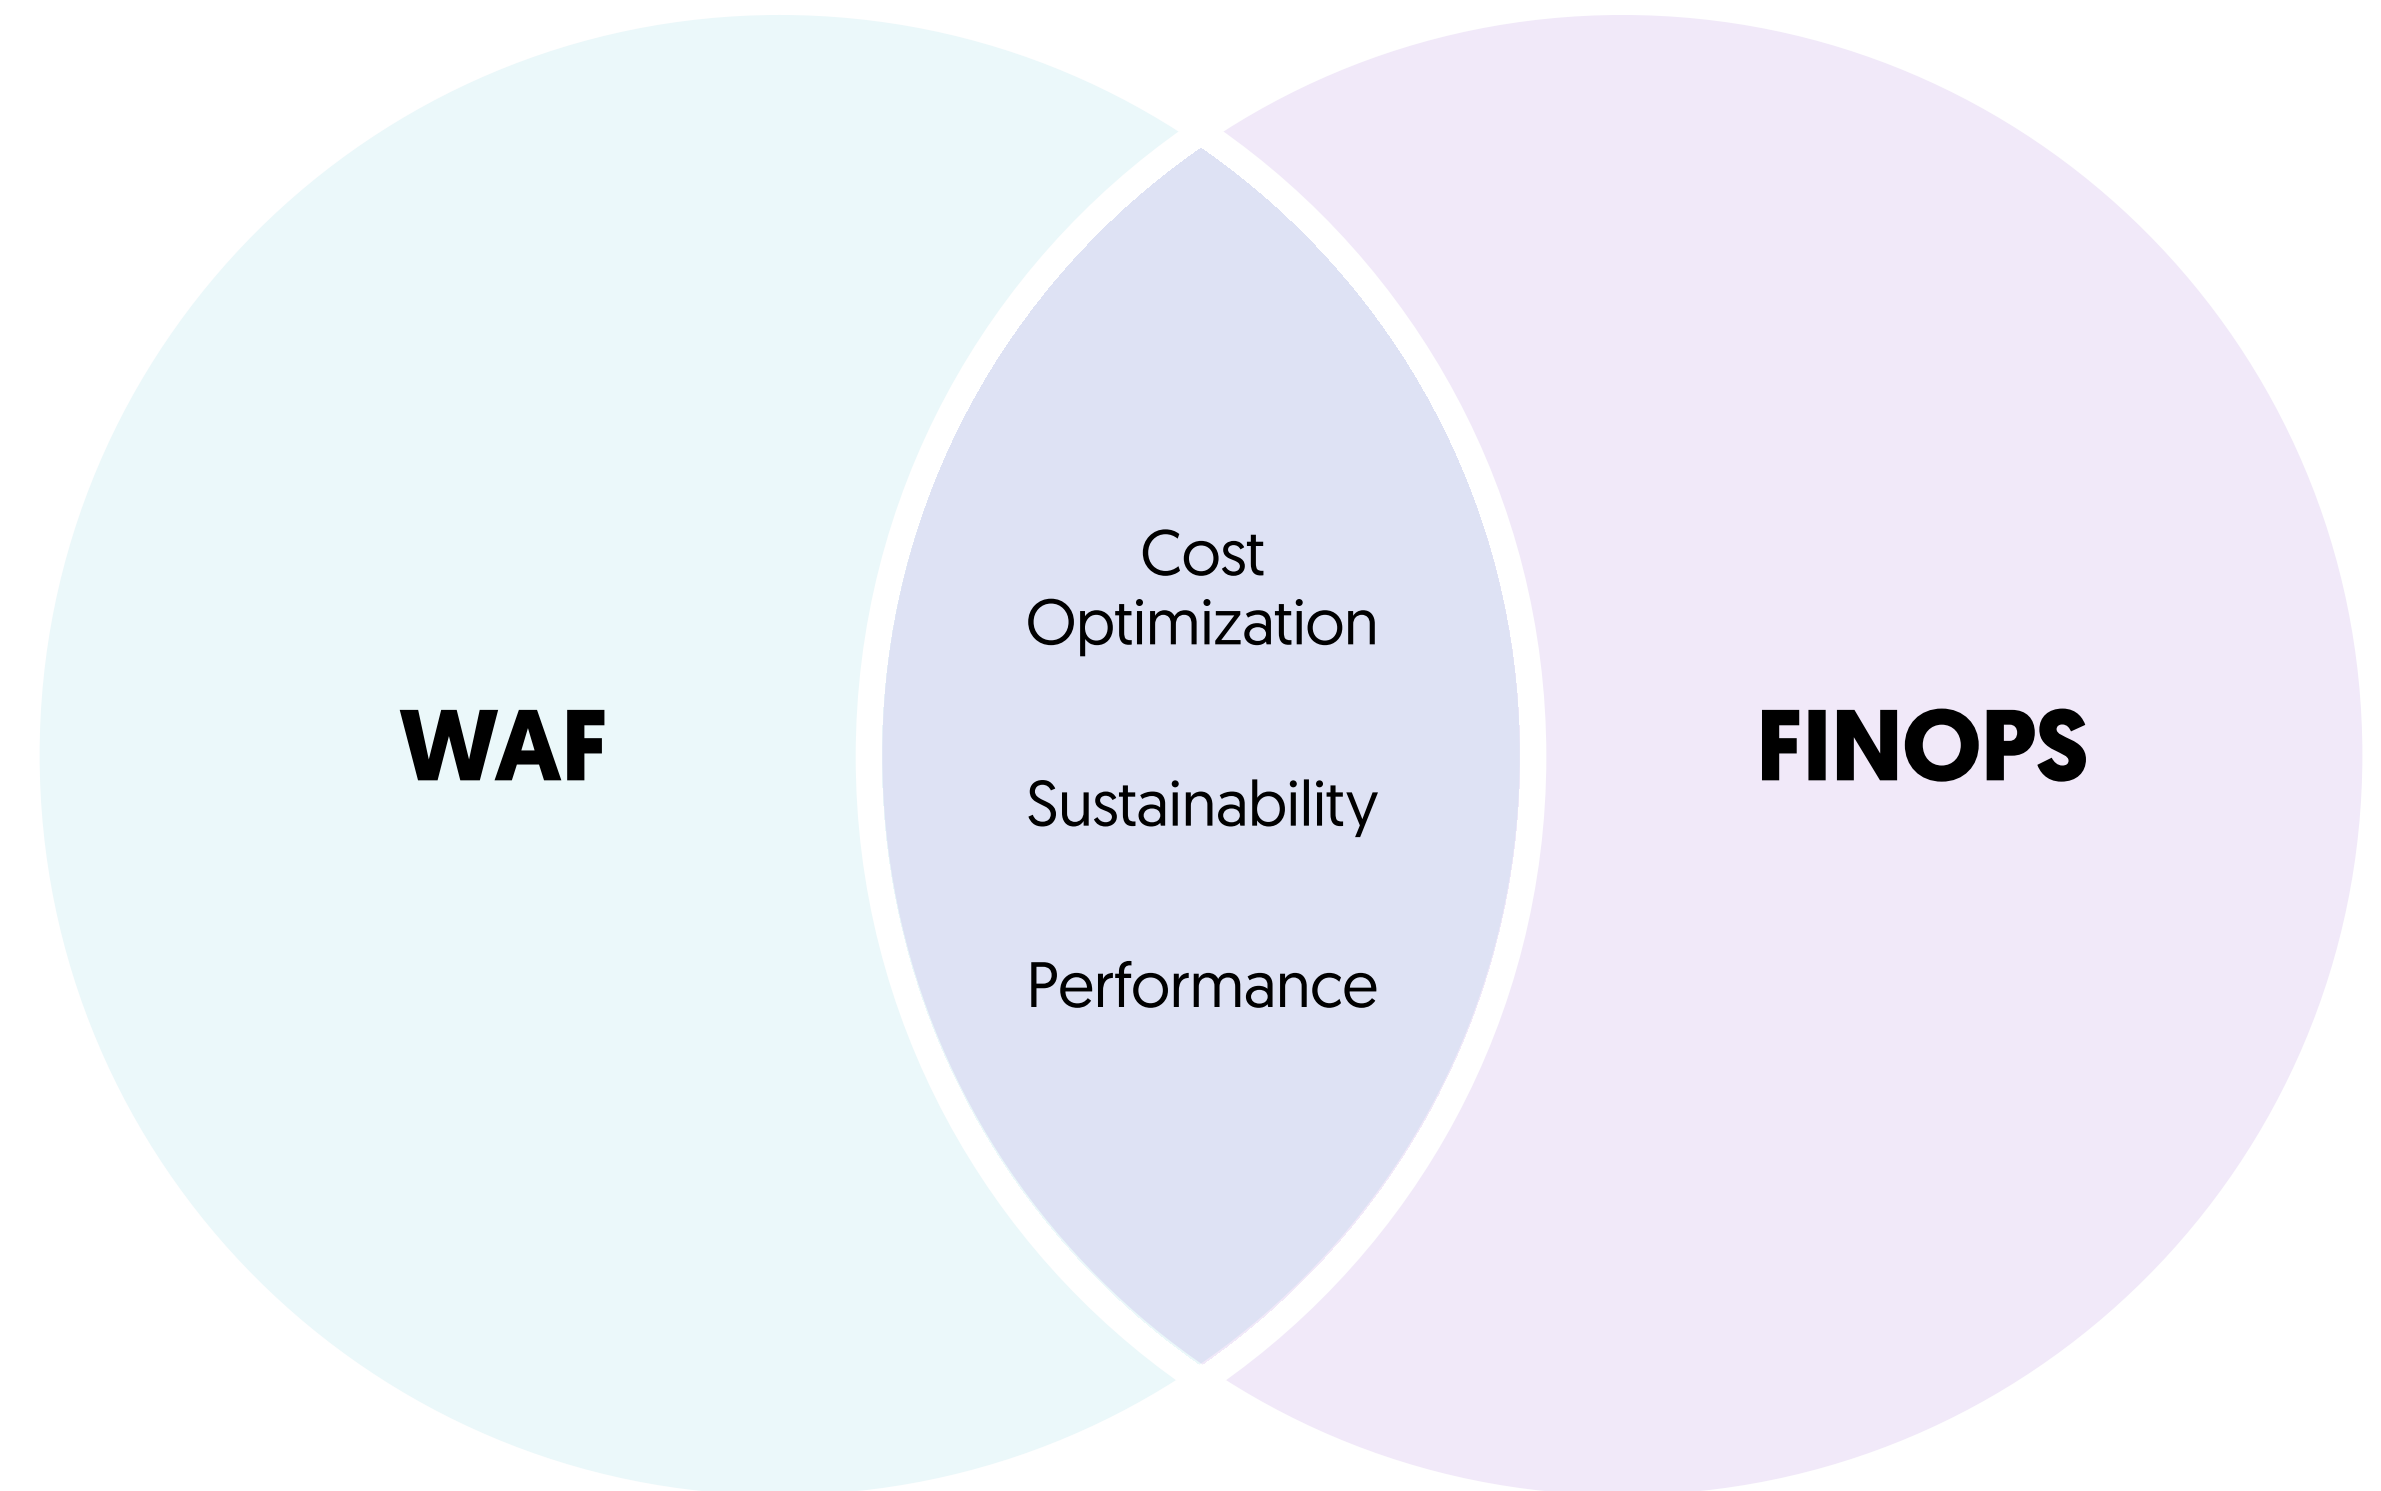 WAF
Cost
Optimization
Sustainability
Performance
FINOPS